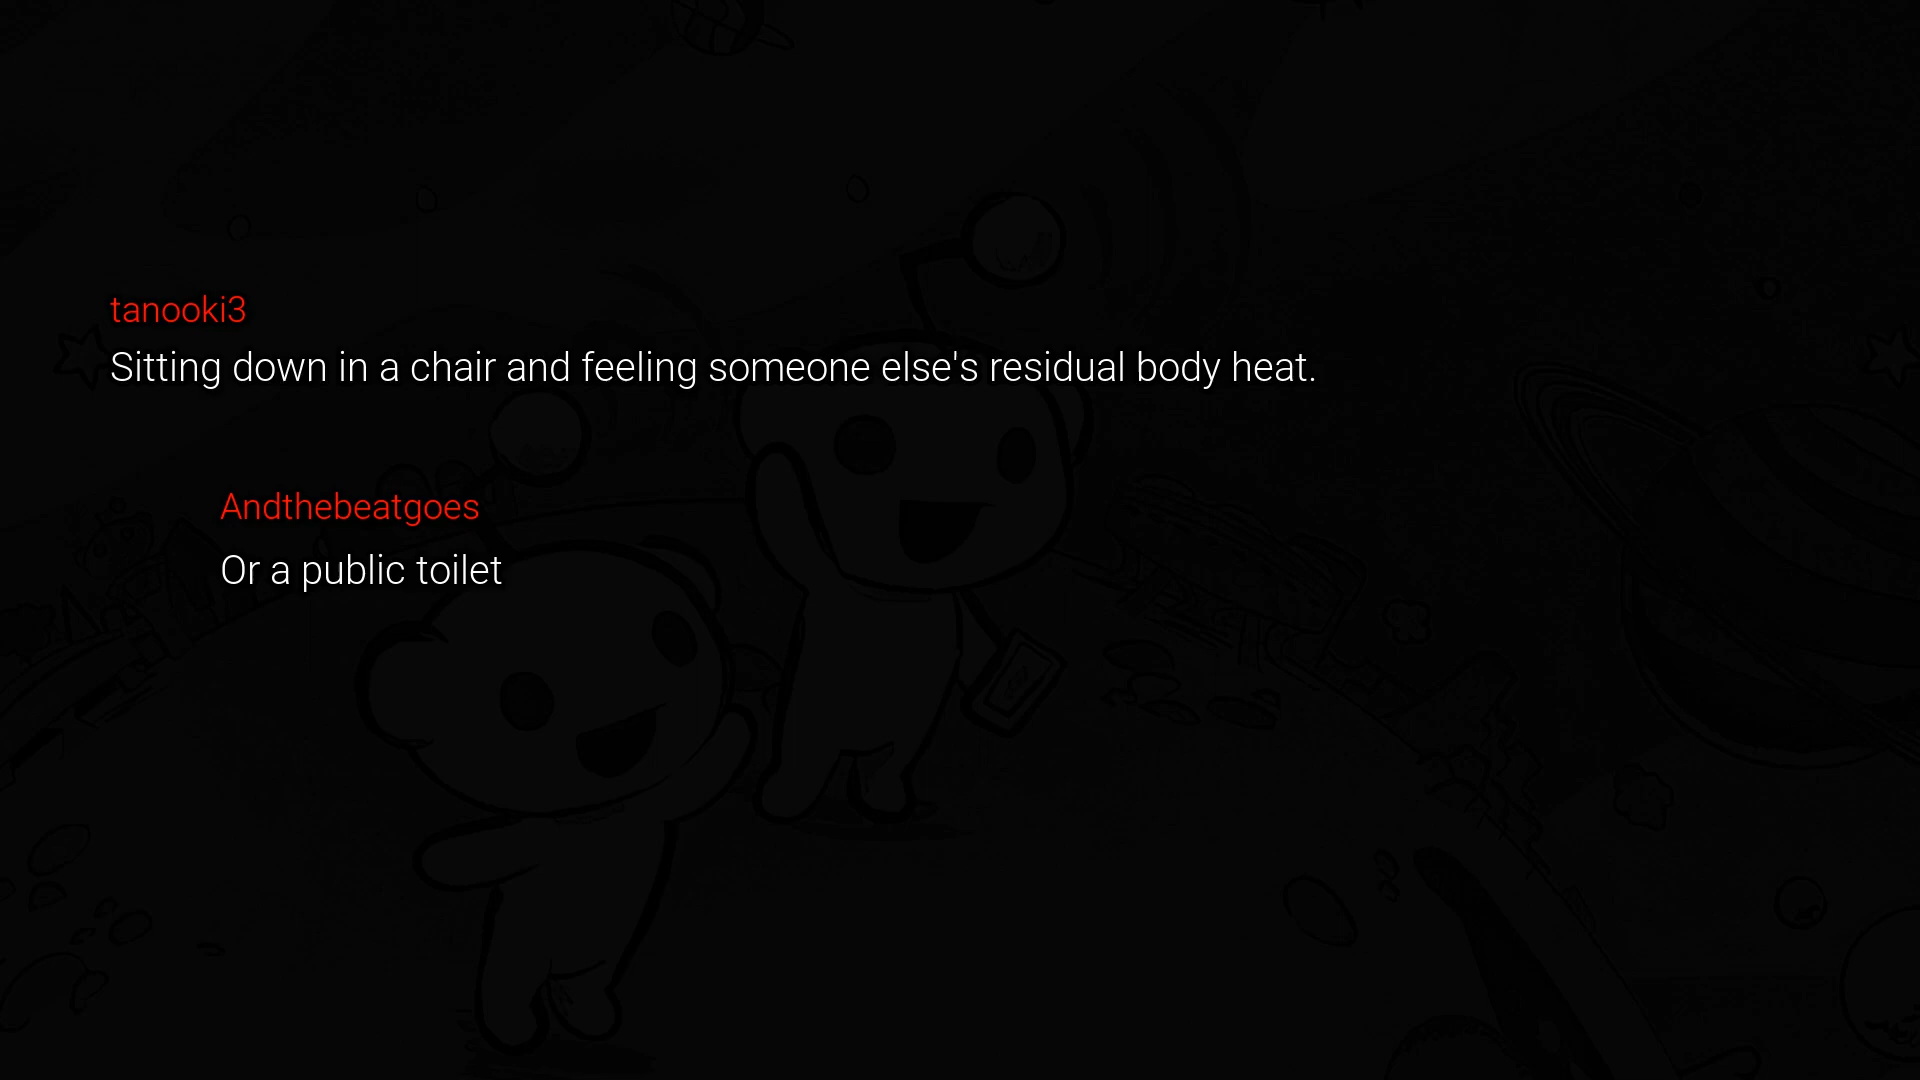 tanooki3
Sitting down in a chair and feeling someone else's residual body heat.
Andthebeatgoes
Or a public toilet